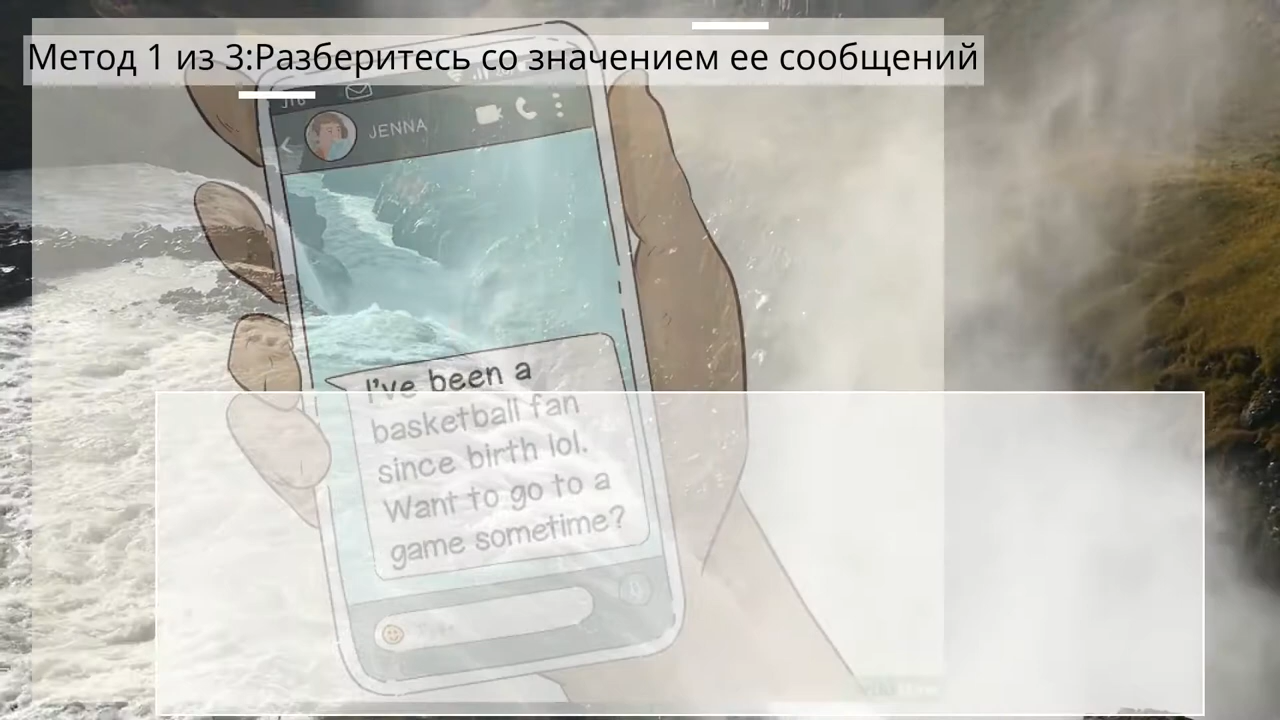 Метод 1 из 3:Разберитесь со значением ее сообщений
JENNA
I've been a
basketball fan
since birth lol.
Want to go to a
game sometime?